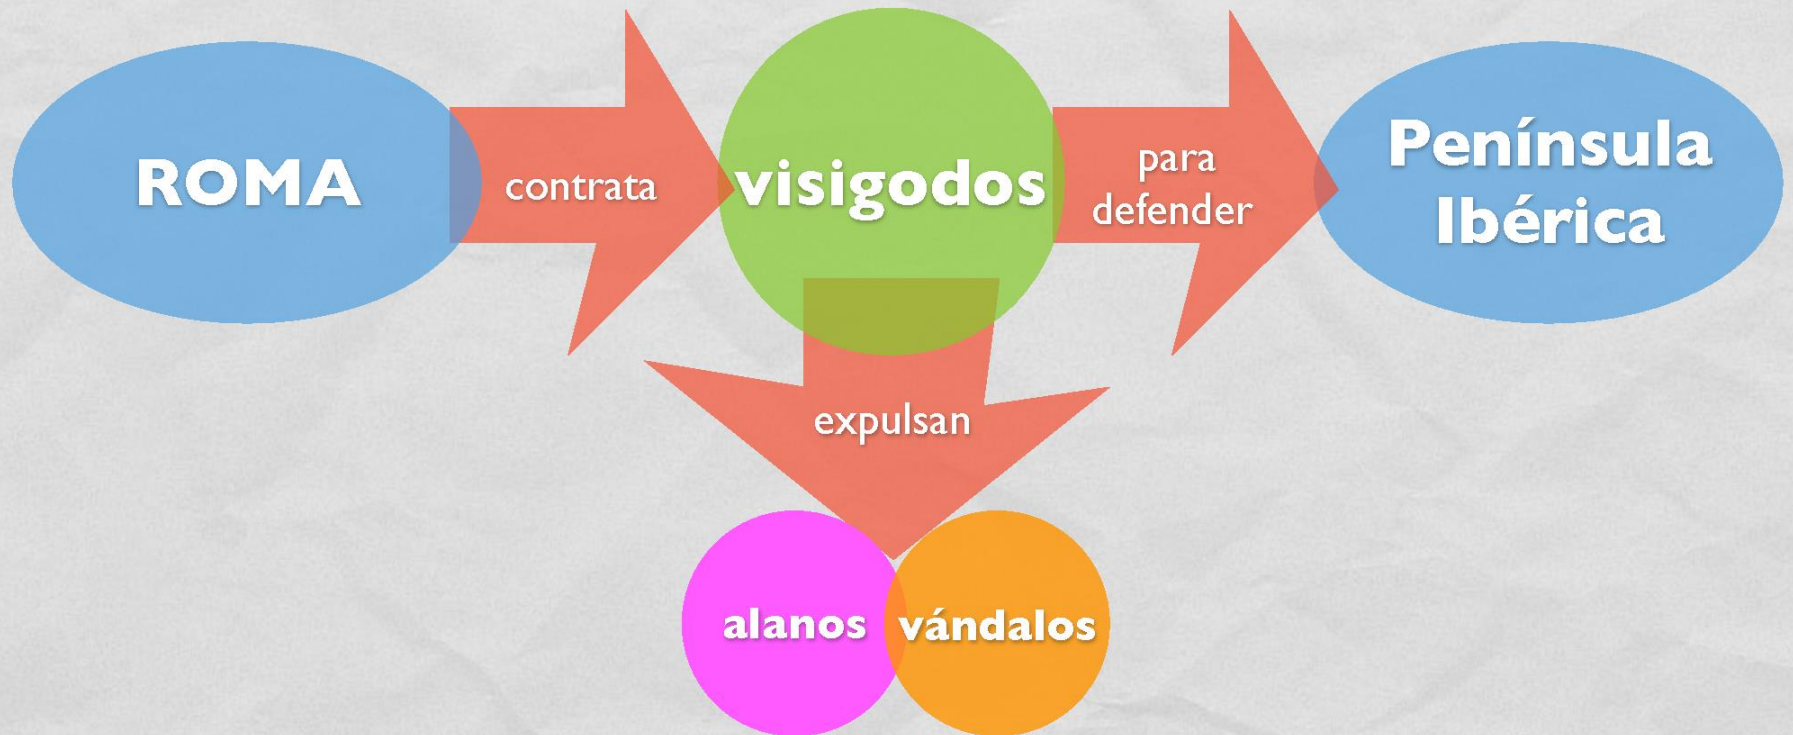 ROMA
contrata
visigodos
para
defender
Península
Ibérica
expulsan
alanos
vándalos